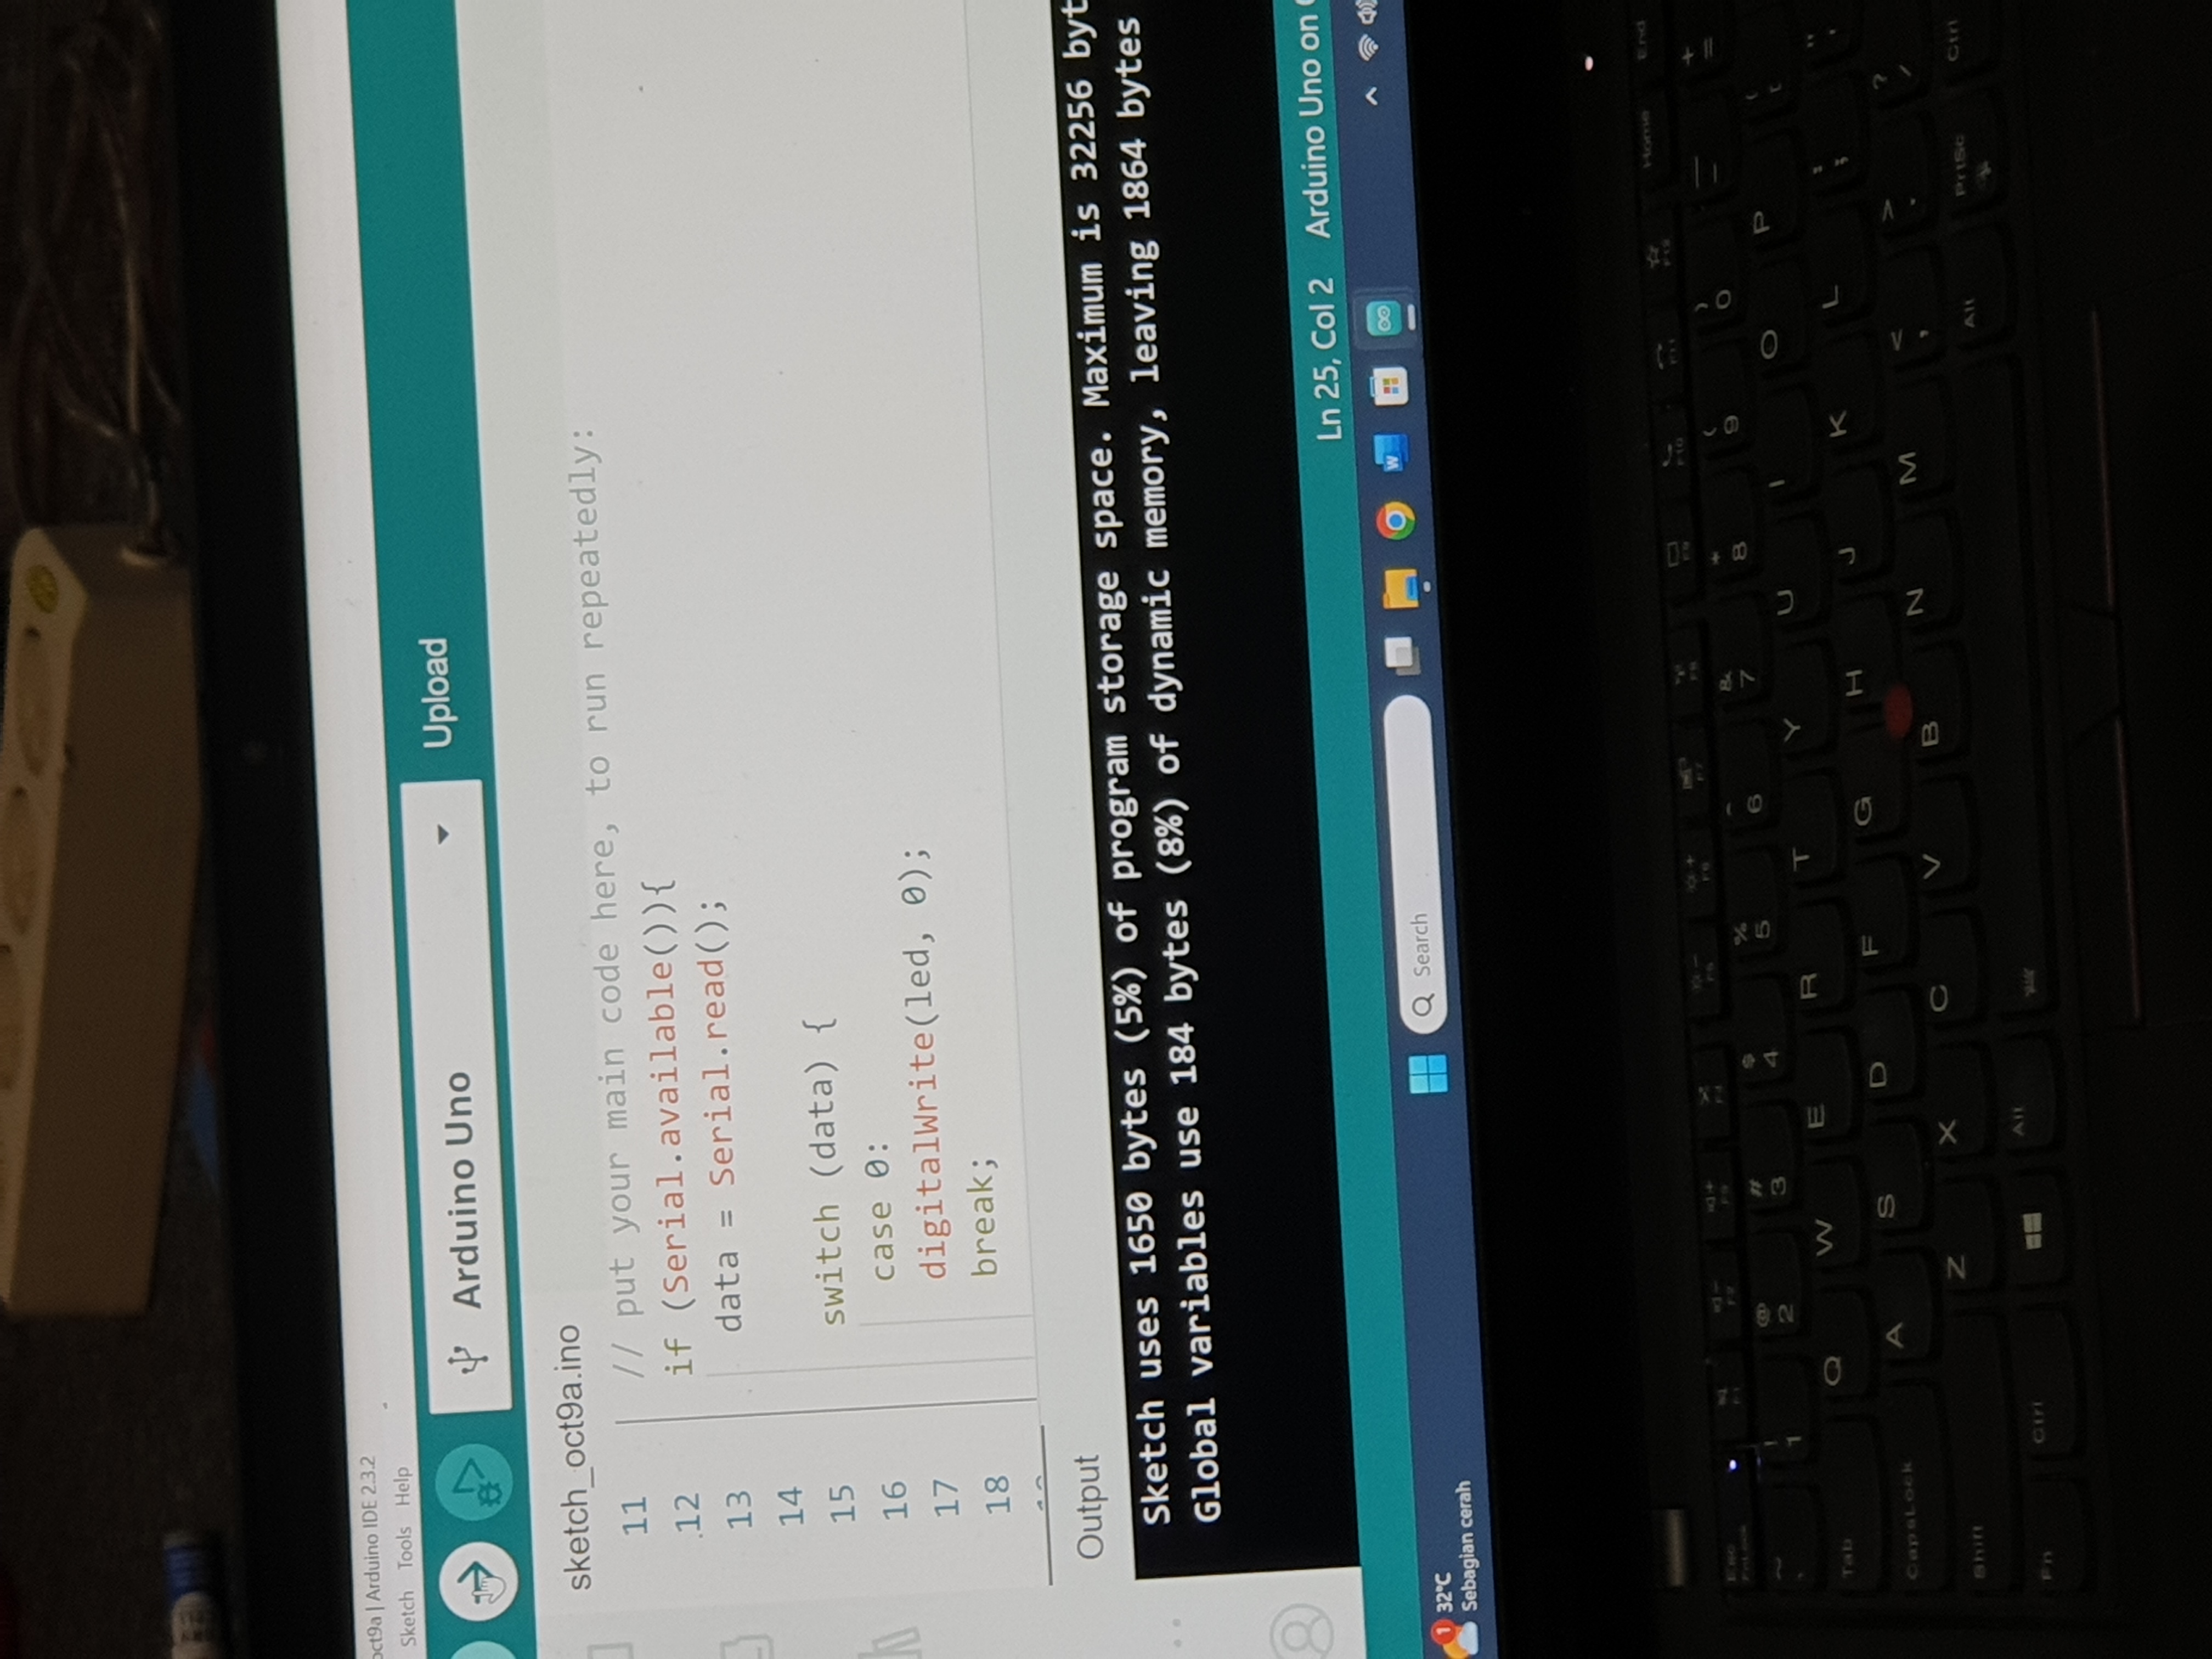 oct9a | Arduino IDE 2.3.2
Sketch Tools Help
Arduino Uno
Upload
sketch_oct9a.ino
11 // put your main code here, to run repeatedly:
12 if (Serial.available()){
13 data = Serial.read();
14
15 switch (data) {
16 case 0:
17 digitalWrite(led, 0);
18 break;
Output
Sketch uses 1650 bytes (5%) of program storage space. Maximum is 32256 byt
Global variables use 184 bytes (8%) of dynamic memory, leaving 1864 bytes
Ln 25, Col 2 Arduino Uno on
1 32°C
Sebagian cerah
Search
W
Home End
Esc F1 F2 F3 F4 F5 F6 F7 F8 F9 F10 F11 F12
FnLock
~ ! @ # $ % ^ & * ( ) _ +
` 1 2 3 4 5 6 7 8 9 0 - =
Tab Q W E R T Y U I O P { [
CapsLock A S D F G H J K L : ; " '
Shift Z X C V B N M < , > . ? /
Fn Ctrl Alt Alt PrtSc Ctrl